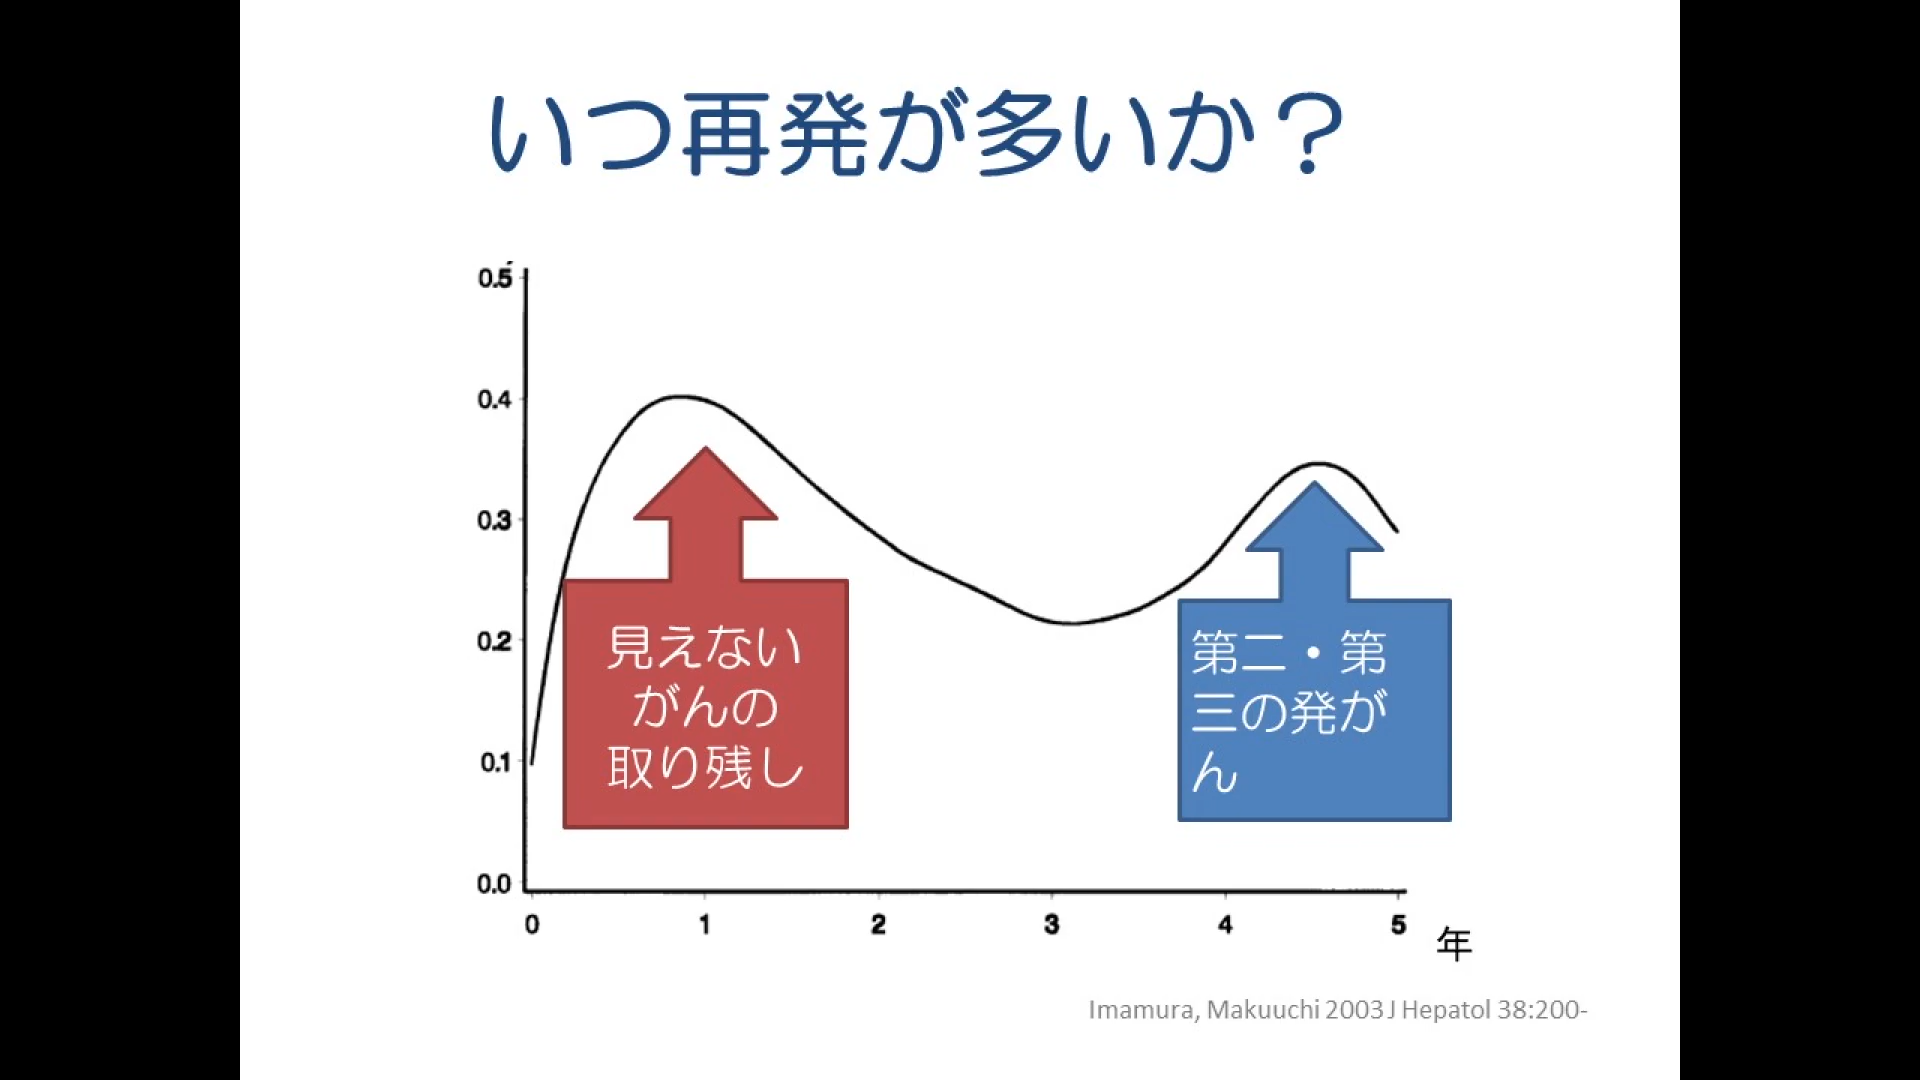 いつ再発が多いか？
0.5
0.4
0.3
0.2
0.1
0.0
見えない
がんの
取り残し
第二・第
三の発が
ん
0 1 2 3 4 5 年
Imamura, Makuuchi 2003 J Hepatol 38:200-